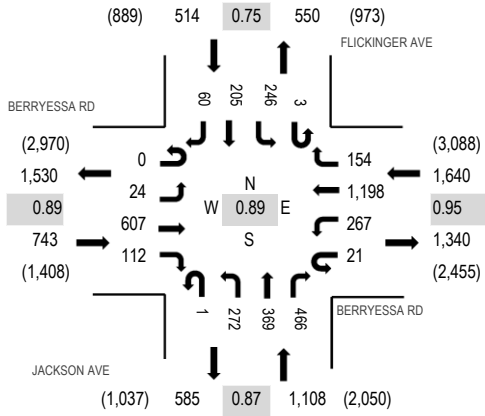 (889) 514 0.75 550 (973)
FLICKINGER AVE
60 205 246 3
BERRYESSA RD
(2,970) (3,088)
0 154
1,530 1,640
N
24 1,198
0.89 W 0.89 E 0.95
607 267
S
743 1,340
112 21
(1,408) (2,455)
1 272 369 466
BERRYESSA RD
JACKSON AVE
(1,037) 585 0.87 1,108 (2,050)